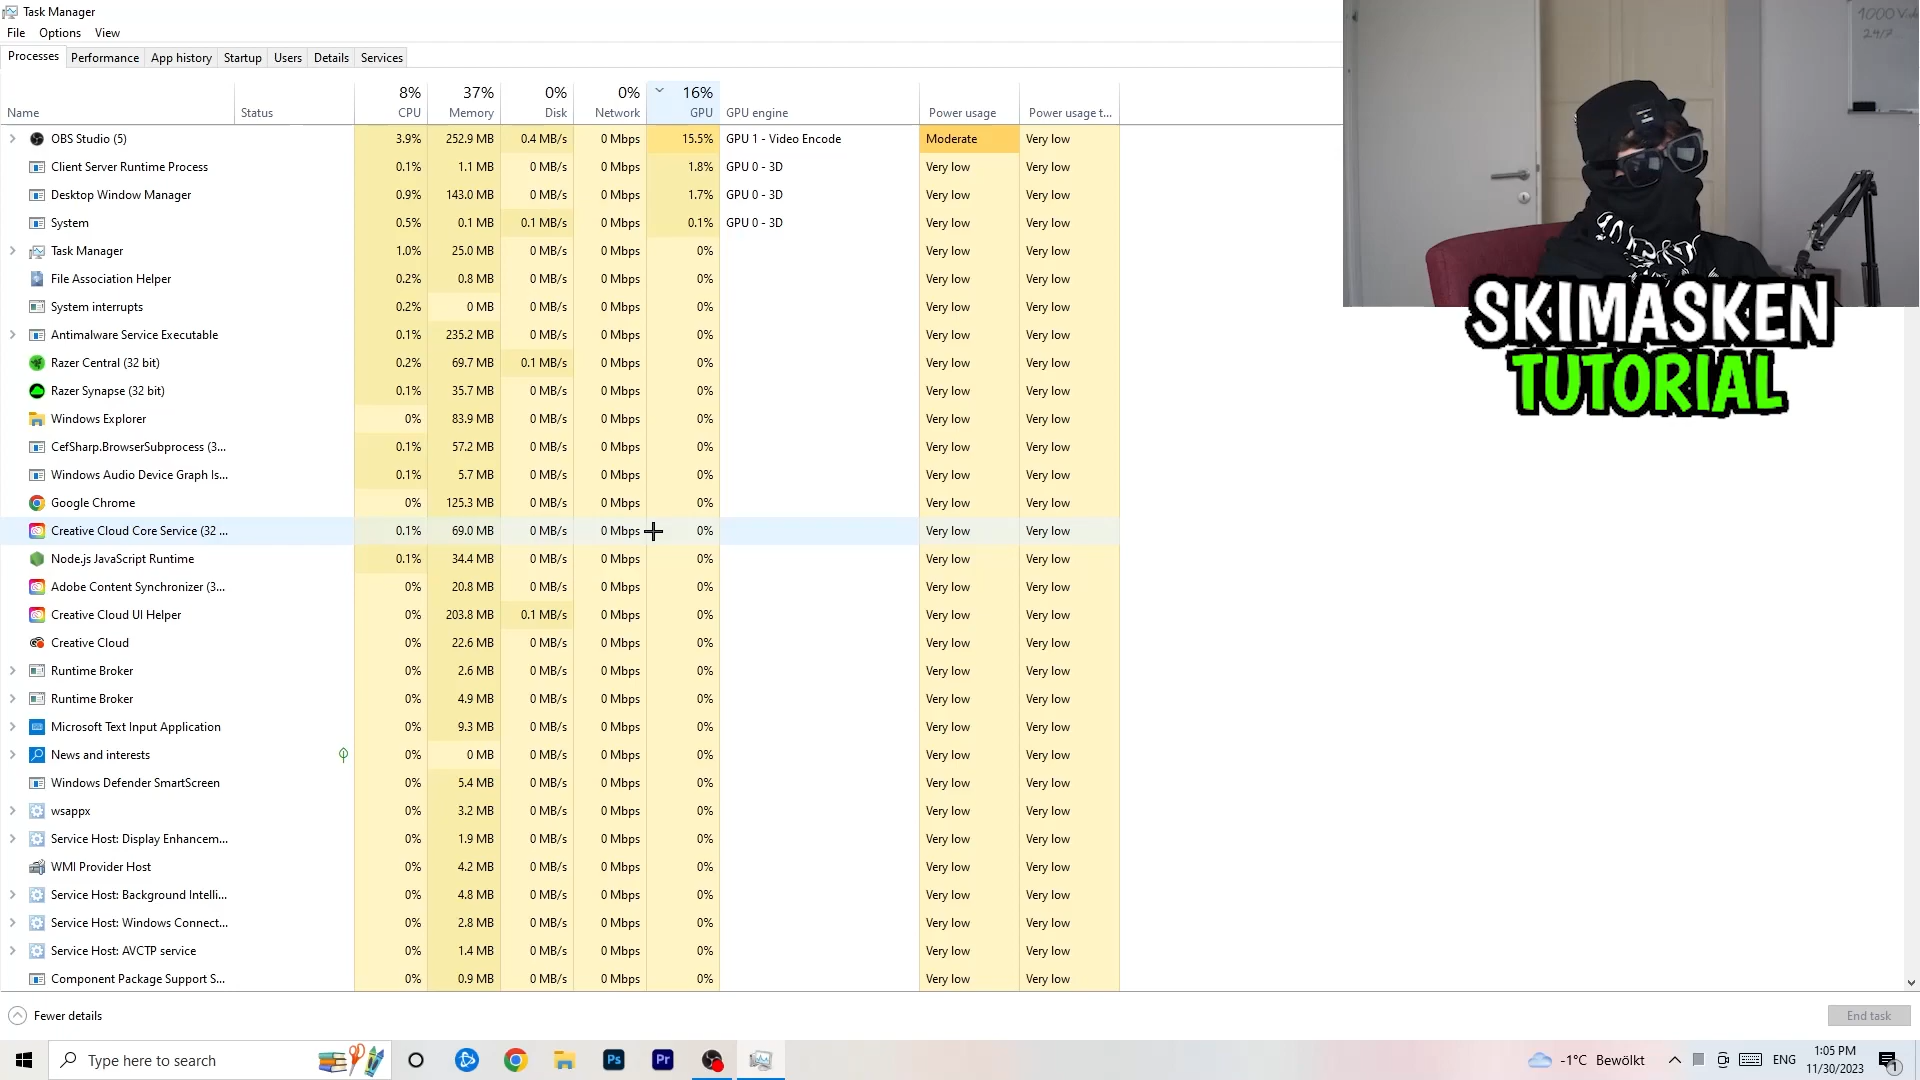 Task Manager
File Options View
Processes Performance App history Startup Users Details Services
8% 37% 0% 0% 16%
Name Status CPU Memory Disk Network GPU GPU engine Power usage Power usage t...
OBS Studio (5) 3.9% 252.9 MB 0.4 MB/s 0 Mbps 15.5% GPU 1 - Video Encode Moderate Very low
Client Server Runtime Process 0.1% 1.1 MB 0 MB/s 0 Mbps 1.8% GPU 0 - 3D Very low Very low
Desktop Window Manager 0.9% 143.0 MB 0 MB/s 0 Mbps 1.7% GPU 0 - 3D Very low Very low
System 0.5% 0.1 MB 0.1 MB/s 0 Mbps 0.1% GPU 0 - 3D Very low Very low
Task Manager 1.0% 25.0 MB 0 MB/s 0 Mbps 0% Very low Very low
File Association Helper 0.2% 0.8 MB 0 MB/s 0 Mbps 0% Very low Very low
System interrupts 0.2% 0 MB 0 MB/s 0 Mbps 0% Very low Very low
Antimalware Service Executable 0.1% 235.2 MB 0 MB/s 0 Mbps 0% Very low Very low
Razer Central (32 bit) 0.2% 69.7 MB 0.1 MB/s 0 Mbps 0% Very low Very low
Razer Synapse (32 bit) 0.1% 35.7 MB 0 MB/s 0 Mbps 0% Very low Very low
Windows Explorer 0% 83.9 MB 0 MB/s 0 Mbps 0% Very low Very low
CefSharp.BrowserSubprocess (3... 0.1% 57.2 MB 0 MB/s 0 Mbps 0% Very low Very low
Windows Audio Device Graph Is... 0.1% 5.7 MB 0 MB/s 0 Mbps 0% Very low Very low
Google Chrome 0% 125.3 MB 0 MB/s 0 Mbps 0% Very low Very low
Creative Cloud Core Service (32 ... 0.1% 69.0 MB 0 MB/s 0 Mbps 0% Very low Very low
Node.js JavaScript Runtime 0.1% 34.4 MB 0 MB/s 0 Mbps 0% Very low Very low
Adobe Content Synchronizer (3... 0% 20.8 MB 0 MB/s 0 Mbps 0% Very low Very low
Creative Cloud UI Helper 0% 203.8 MB 0.1 MB/s 0 Mbps 0% Very low Very low
Creative Cloud 0% 22.6 MB 0 MB/s 0 Mbps 0% Very low Very low
Runtime Broker 0% 2.6 MB 0 MB/s 0 Mbps 0% Very low Very low
Runtime Broker 0% 4.9 MB 0 MB/s 0 Mbps 0% Very low Very low
Microsoft Text Input Application 0% 9.3 MB 0 MB/s 0 Mbps 0% Very low Very low
News and interests 0% 0 MB 0 MB/s 0 Mbps 0% Very low Very low
Windows Defender SmartScreen 0% 5.4 MB 0 MB/s 0 Mbps 0% Very low Very low
wsappx 0% 3.2 MB 0 MB/s 0 Mbps 0% Very low Very low
Service Host: Display Enhancem... 0% 1.9 MB 0 MB/s 0 Mbps 0% Very low Very low
WMI Provider Host 0% 4.2 MB 0 MB/s 0 Mbps 0% Very low Very low
Service Host: Background Intelli... 0% 4.8 MB 0 MB/s 0 Mbps 0% Very low Very low
Service Host: Windows Connect... 0% 2.8 MB 0 MB/s 0 Mbps 0% Very low Very low
Service Host: AVCTP service 0% 1.4 MB 0 MB/s 0 Mbps 0% Very low Very low
Component Package Support S... 0% 0.9 MB 0 MB/s 0 Mbps 0% Very low Very low
Fewer details End task
1000
24/7
SKIMASKEN
TUTORIAL
Type here to search Ps Pr -1°C Bewölkt ENG 1:05 PM 1
11/30/2023